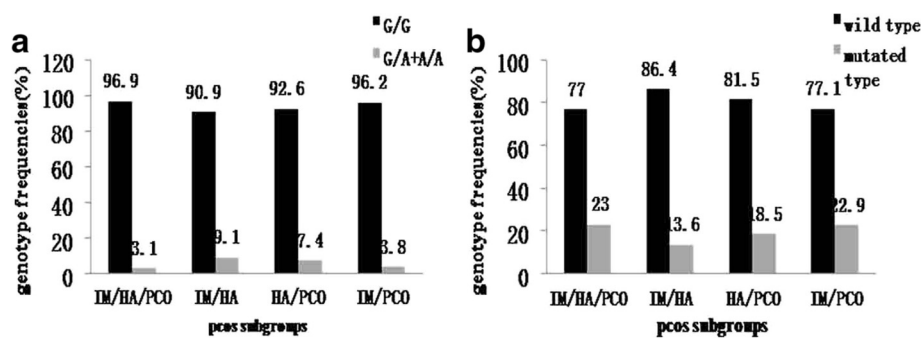 a
G/G
G/A+A/A
genotype frequencies(%)
120
100
80
60
40
20
0
96.9
3.1
90.9
9.1
92.6
7.4
96.2
3.8
IM/HA/PCO
IM/HA
HA/PCO
IM/PCO
pcos subgroups
b
wild type
mutated
type
genotype frequencies(%)
100
80
60
40
20
0
77
23
86.4
13.6
81.5
18.5
77.1
22.9
IM/HA/PCO
IM/HA
HA/PCO
IM/PCO
pcos subgroups